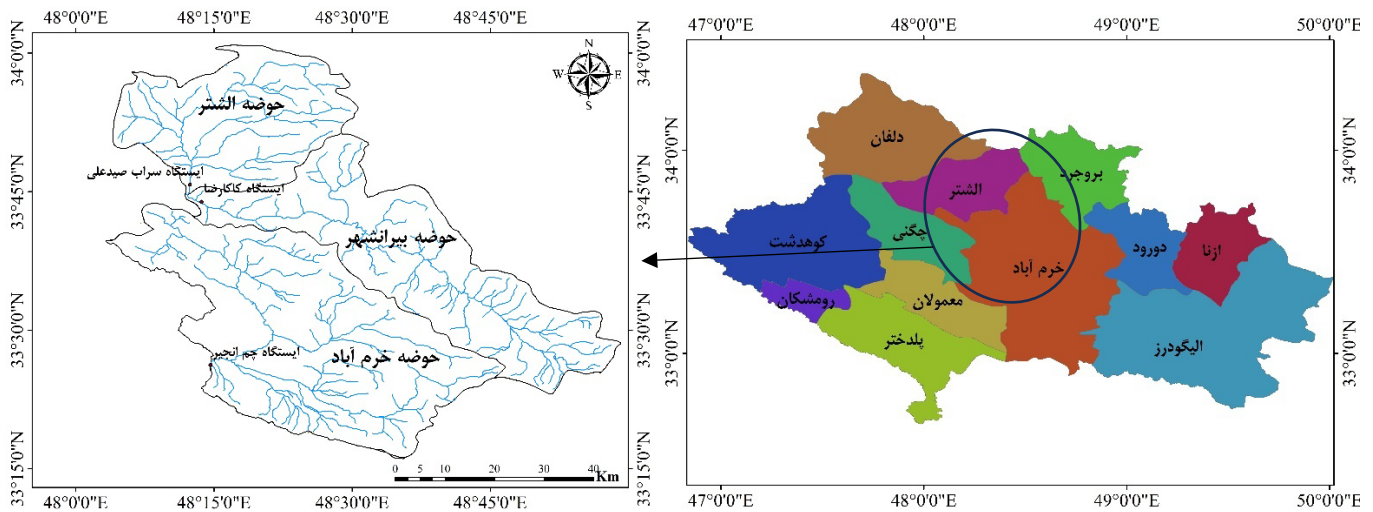 48°0'0"E 48°15'0"E 48°30'0"E 48°45'0"E
34°0'0"N
33°45'0"N
33°30'0"N
33°15'0"N
N
W E
S
حوضه الشتر
ایستگاه سراب صیدعلی
ایستگاه کاکارضا
حوضه بیرانشهر
ایستگاه چم انجیر
حوضه خرم آباد
0 5 10 20 30 40
Km
34°0'0"N
33°45'0"N
33°30'0"N
33°15'0"N
48°0'0"E 48°15'0"E 48°30'0"E 48°45'0"E
47°0'0"E 48°0'0"E 49°0'0"E 50°0'0"E
34°0'0"N
33°0'0"N
دلفان
بروجرد
الشتر
چگنی
کوهدشت
دورود
ازنا
خرم آباد
رومشکان
معمولان
پلدختر
الیگودرز
34°0'0"N
33°0'0"N
47°0'0"E 48°0'0"E 49°0'0"E 50°0'0"E